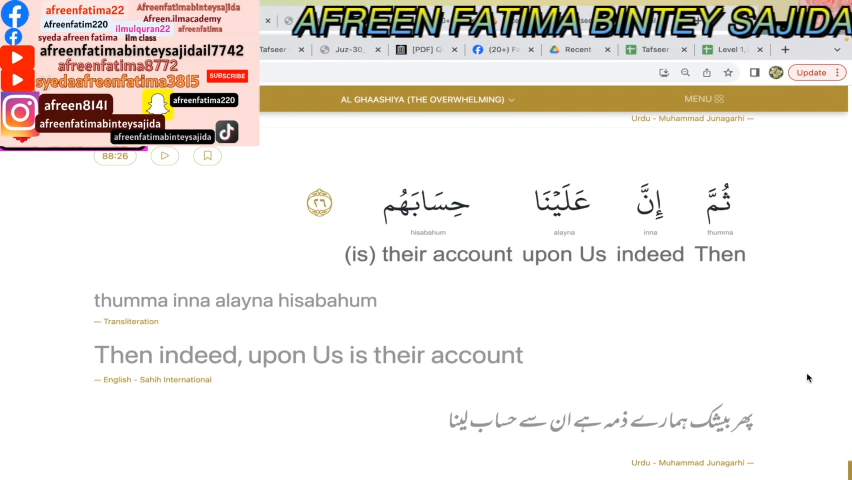 afreenfatima22
Afreenfatimabinteysajida
Afreenfatim220
Afreen.ilmacademy
ilmulquran22
syeda afreen fatima
Ilm class
afreenfatimabinteysajidail7742
afreenfatima8772
syedaafreenfatima3815
SUBSCRIBE
afreen8141
afreenfatima220
afreenfatimabinteysajida
afreenfatimabinteysajida
AFREEN FATIMA BINTEY SAJIDA
Tafseer
Juz-30_
[PDF] Q
(20+) Fa
Recent
Tafseer
Level 1,
Update
AL GHAASHIYA (THE OVERWHELMING)
MENU
Urdu - Muhammad Junagarhi —
88:26
ثُمَّ إِنَّ عَلَيْنَا حِسَابَهُم ٢٦
hisabahum alayna inna thumma
(is) their account upon Us indeed Then
thumma inna alayna hisabahum
— Transliteration
Then indeed, upon Us is their account
— English - Sahih International
پھر بیشک ہمارے ذمہ ہے ان سے حساب لینا
Urdu - Muhammad Junagarhi —